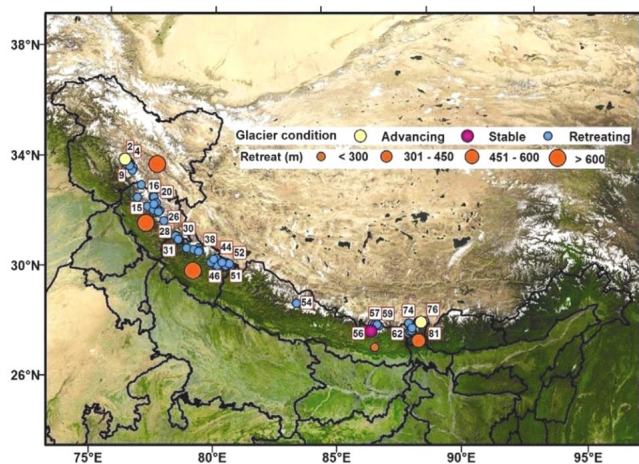 38°N
Glacier condition Advancing Stable Retreating
Retreat (m) < 300 301 - 450 451 - 600 > 600
34°N
2 4
9
16 20
15
26
28 30
31 38 44 52
30°N
46 51
54
57 59 74 76
56 62 81
26°N
75°E 80°E 85°E 90°E 95°E